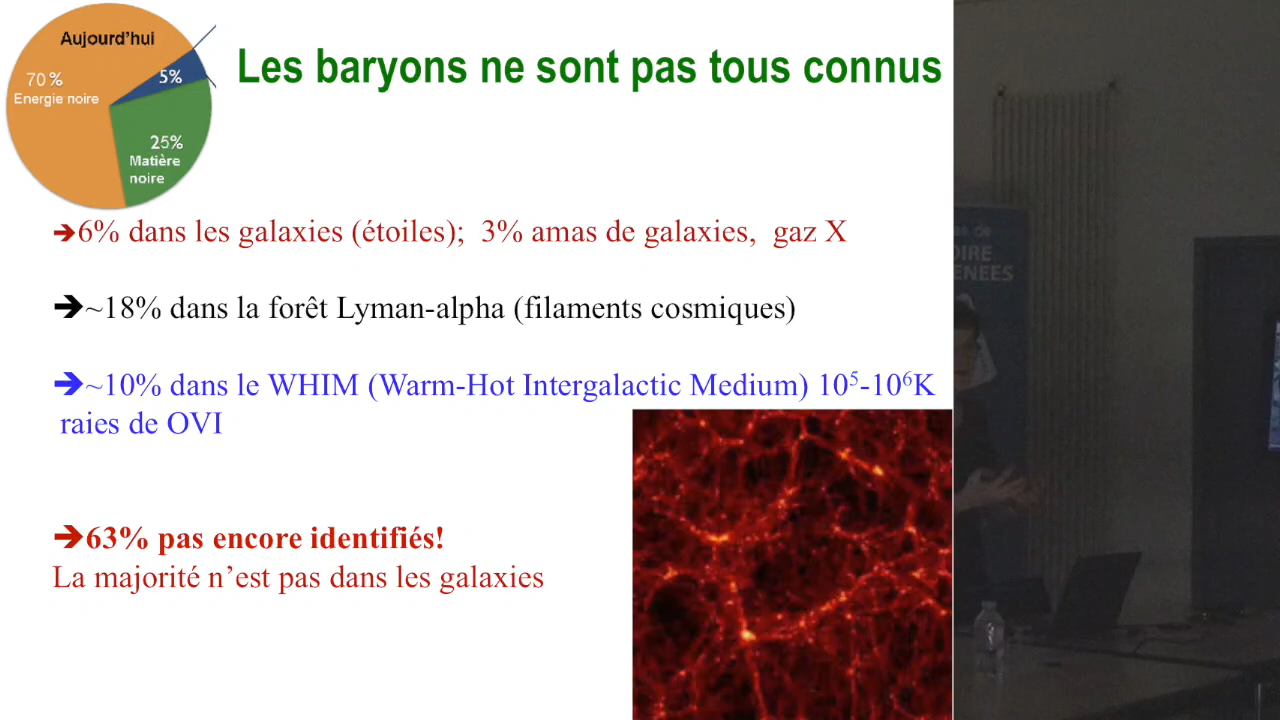 Aujourd'hui
70 %
Energie noire
5%
25%
Matière
noire
Les baryons ne sont pas tous connus
➔6% dans les galaxies (étoiles);  3% amas de galaxies,  gaz X
➔~18% dans la forêt Lyman-alpha (filaments cosmiques)
➔~10% dans le WHIM (Warm-Hot Intergalactic Medium) 10⁵-10⁶K
raies de OVI
➔63% pas encore identifiés!
La majorité n'est pas dans les galaxies